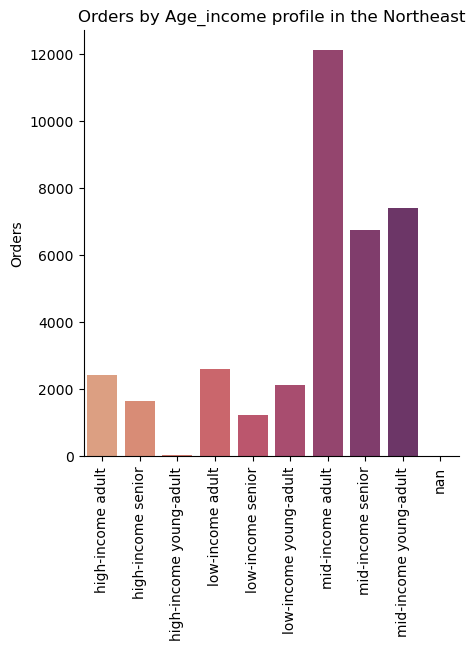 Orders by Age_income profile in the Northeast
12000
10000
8000
6000
4000
2000
0
Orders
high-income adult
high-income senior
high-income young-adult
low-income adult
low-income senior
low-income young-adult
mid-income adult
mid-income senior
mid-income young-adult
nan